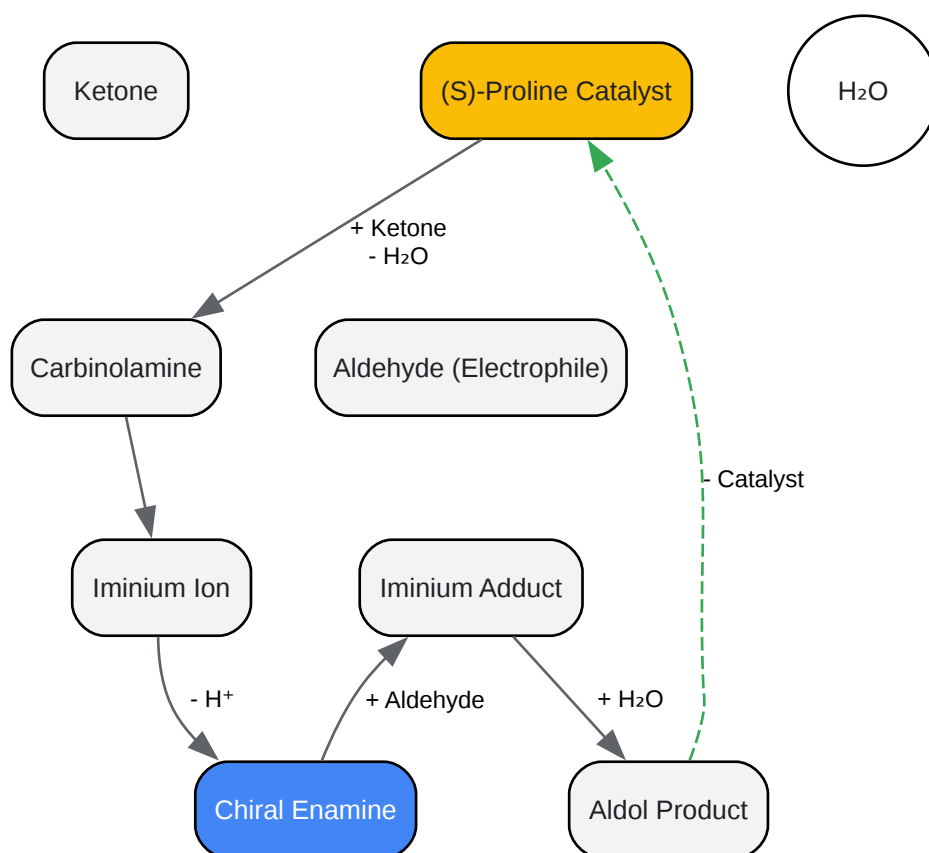 Ketone
(S)-Proline Catalyst
H₂O
+ Ketone
- H₂O
Carbinolamine
Aldehyde (Electrophile)
- Catalyst
Iminium Ion
Iminium Adduct
- H⁺
+ Aldehyde
+ H₂O
Chiral Enamine
Aldol Product